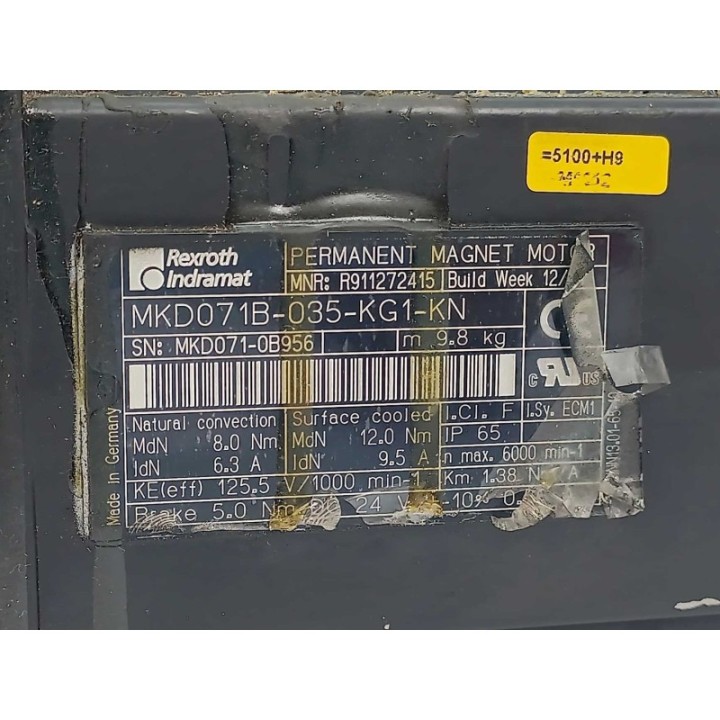 =5100+H9
Rexroth
Indramat
PERMANENT MAGNET MOTOR
MNR: R911272415 Build Week 12/
MKD071B-035-KG1-KN
SN: MKD071-0B956 m 9.8 kg
C US
Natural convection Surface cooled I.Cl. F I.Sy. ECM1
MdN 8.0 Nm MdN 12.0 Nm IP 65
IdN 6.3 A IdN 9.5 A n max. 6000 min-1
KE(eff) 125.5 V/1000 min-1 Km 1.38 N /A
Brake 5.0 Nm 24 V -10% 0.
Made in Germany